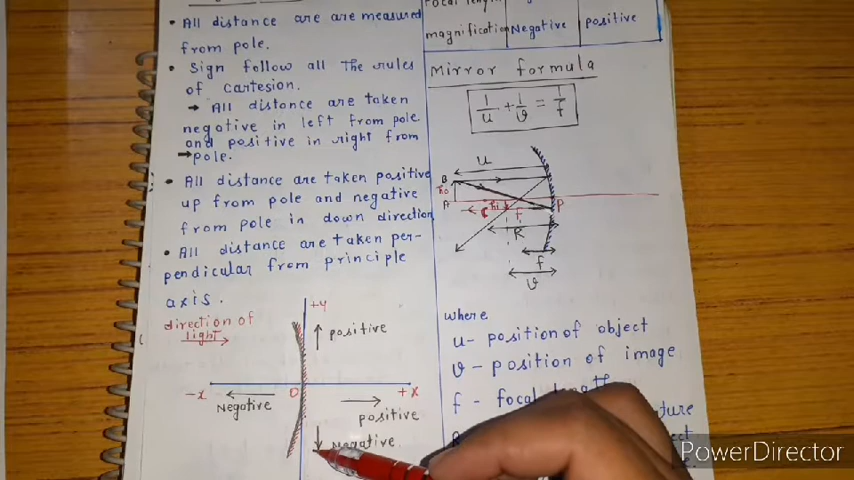 • All distance are are measured
from pole.
• Sign follow all The rules
of cartesion.
→ All distance are taken
negative in left from pole
and positive in right from
→ pole.
• All distance are taken positive
up from pole and negative
from pole in down direction
• All distance are taken per-
pendicular from principle
axis.
direction of
light
+y
positive
-x
O
+x
Negative
positive
Negative
magnification Negative positive
Mirror formula
1/u + 1/v = 1/f
u
B
ho
A
C
hi
F
P
R
f
v
where
u- position of object
v - position of image
f - focal length
PowerDirector